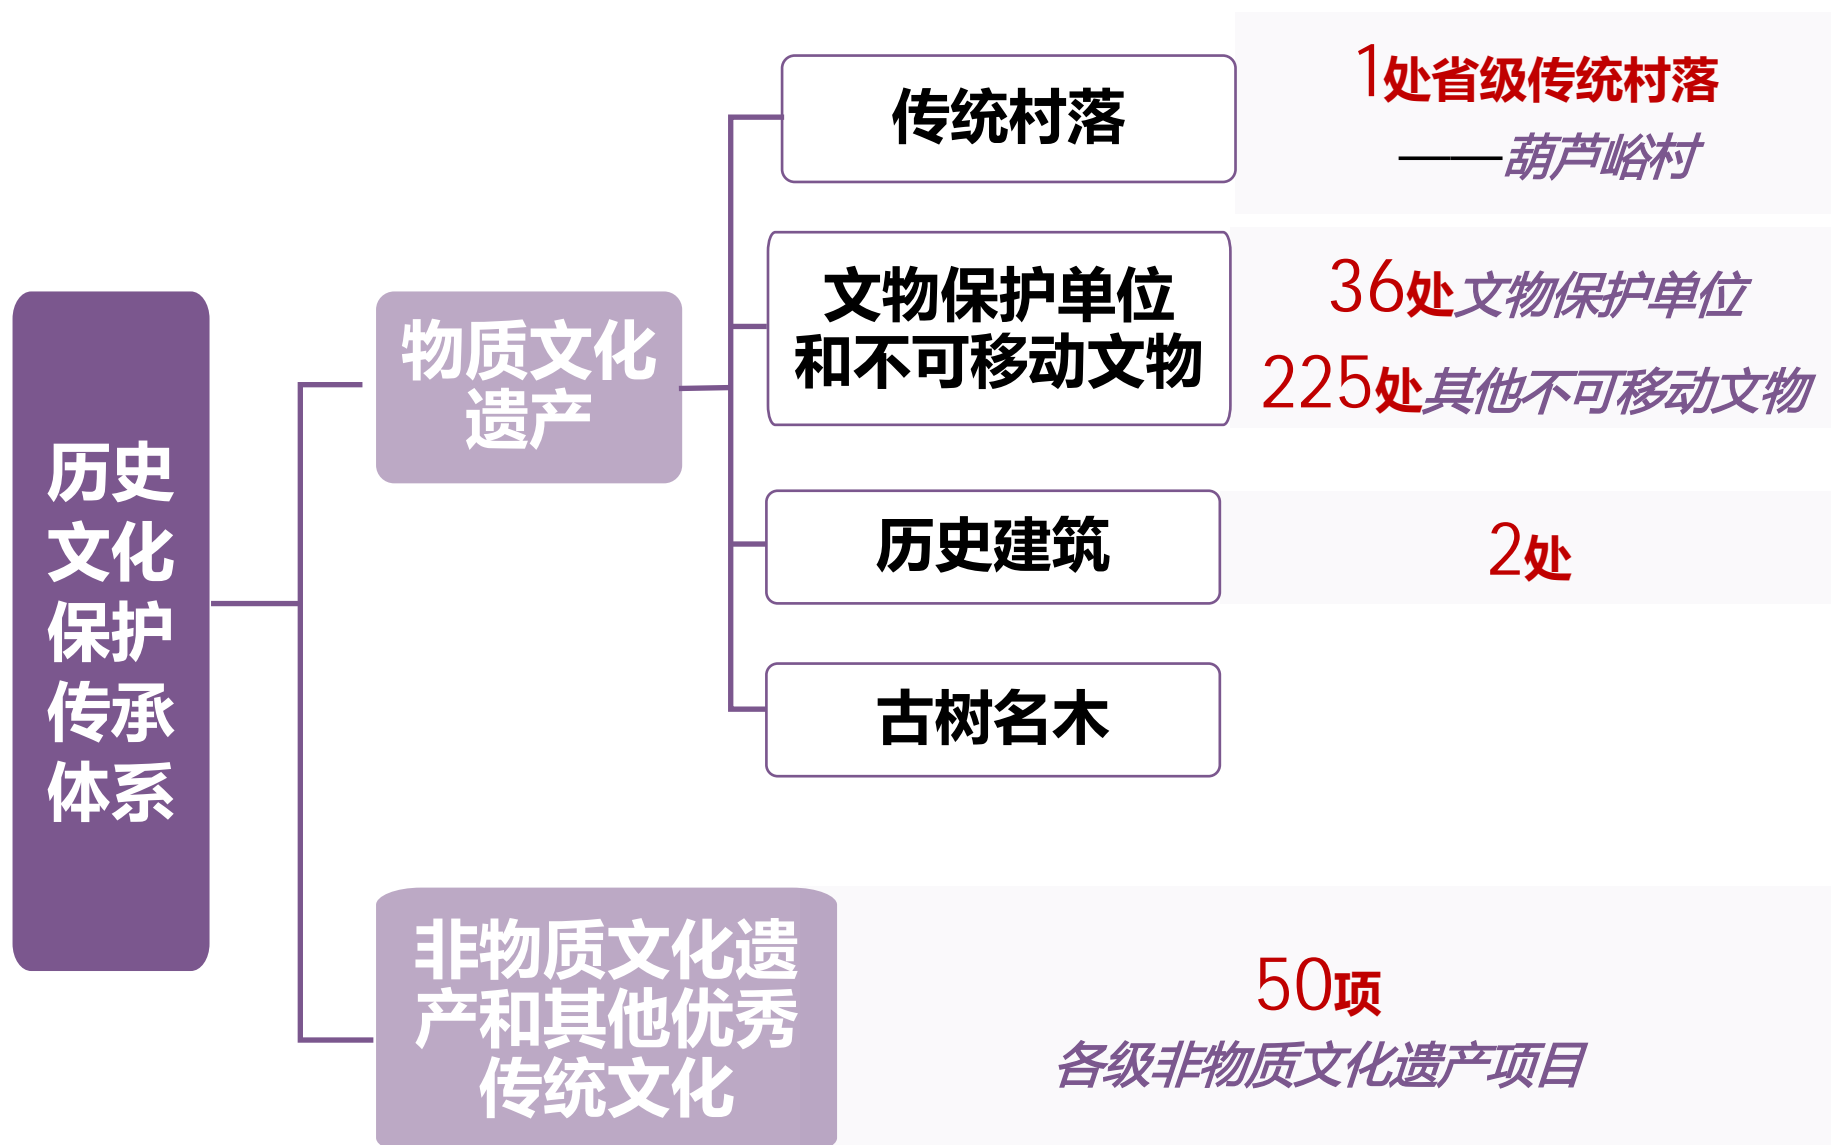 历史
文化
保护
传承
体系
物质文化
遗产
传统村落
1处省级传统村落
——葫芦峪村
文物保护单位
和不可移动文物
36处文物保护单位
225处其他不可移动文物
历史建筑
2处
古树名木
非物质文化遗
产和其他优秀
传统文化
50项
各级非物质文化遗产项目